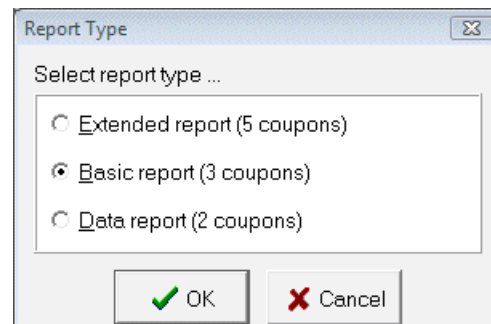 Report Type
Select report type ...
Extended report (5 coupons)
Basic report (3 coupons)
Data report (2 coupons)
OK
Cancel